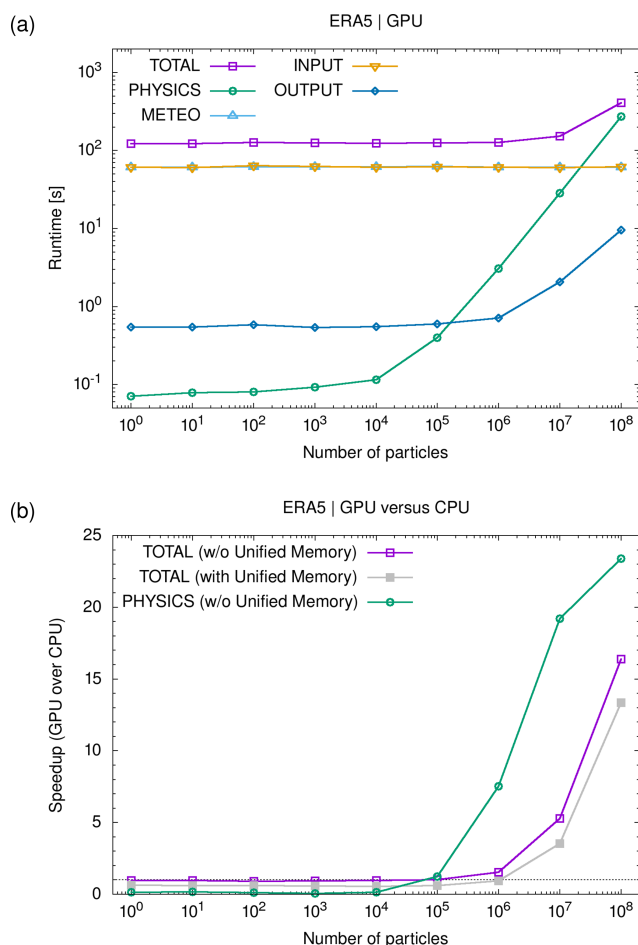 (a)
ERA5 | GPU
TOTAL
INPUT
PHYSICS
OUTPUT
METEO
10³
10²
10¹
10⁰
10⁻¹
Runtime [s]
10⁰ 10¹ 10² 10³ 10⁴ 10⁵ 10⁶ 10⁷ 10⁸
Number of particles
(b)
ERA5 | GPU versus CPU
TOTAL (w/o Unified Memory)
TOTAL (with Unified Memory)
PHYSICS (w/o Unified Memory)
25
20
15
10
5
0
Speedup (GPU over CPU)
10⁰ 10¹ 10² 10³ 10⁴ 10⁵ 10⁶ 10⁷ 10⁸
Number of particles